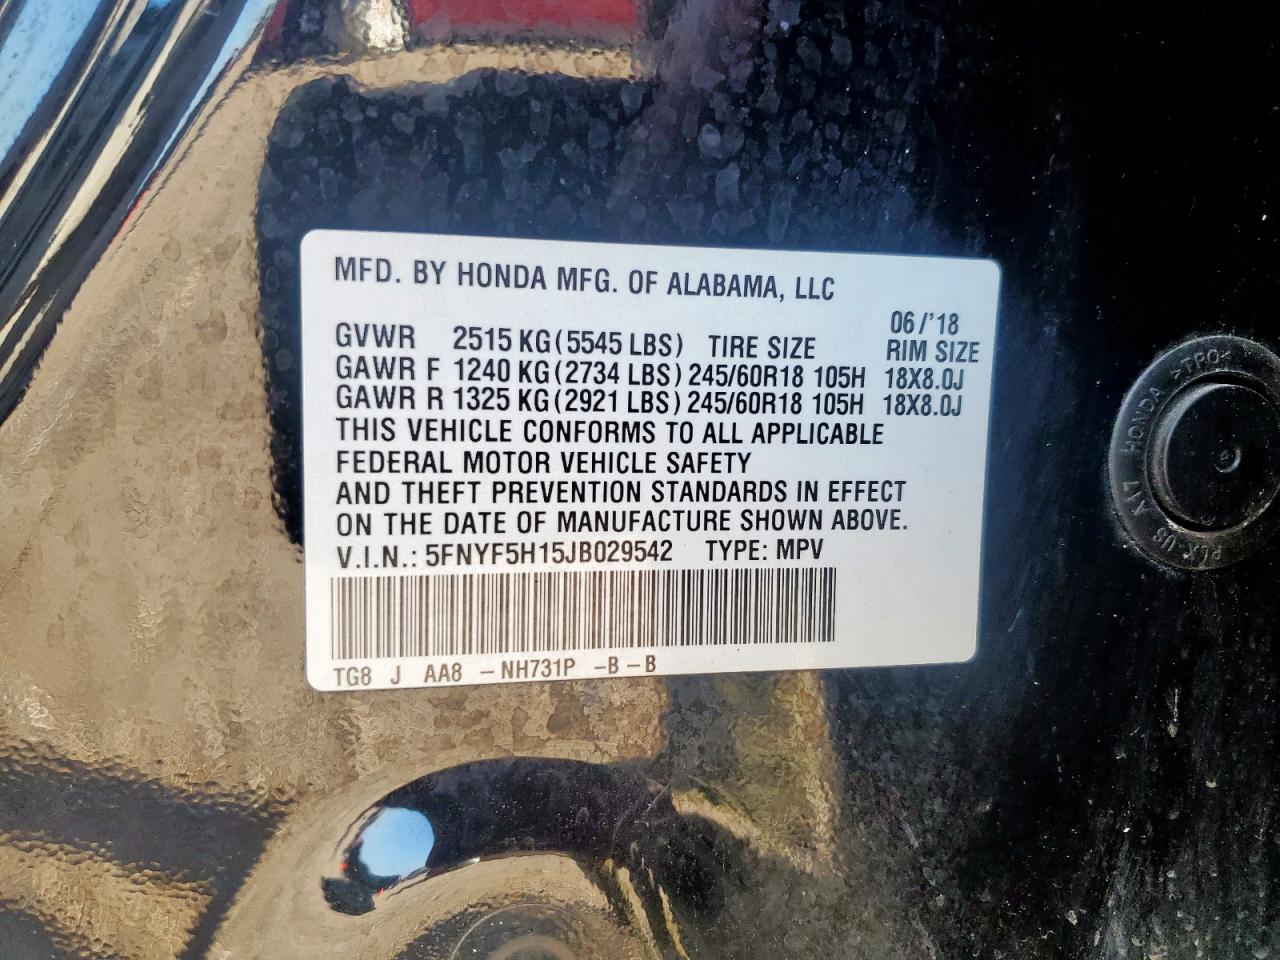 MFD. BY HONDA MFG. OF ALABAMA, LLC
06/'18
GVWR 2515 KG(5545 LBS) TIRE SIZE RIM SIZE
GAWR F 1240 KG(2734 LBS) 245/60R18 105H 18X8.0J
GAWR R 1325 KG(2921 LBS) 245/60R18 105H 18X8.0J
THIS VEHICLE CONFORMS TO ALL APPLICABLE
FEDERAL MOTOR VEHICLE SAFETY
AND THEFT PREVENTION STANDARDS IN EFFECT
ON THE DATE OF MANUFACTURE SHOWN ABOVE.
V.I.N.: 5FNYF5H15JB029542 TYPE: MPV
TG8 J AA8 -NH731P -B-B
HONDA >TPO<